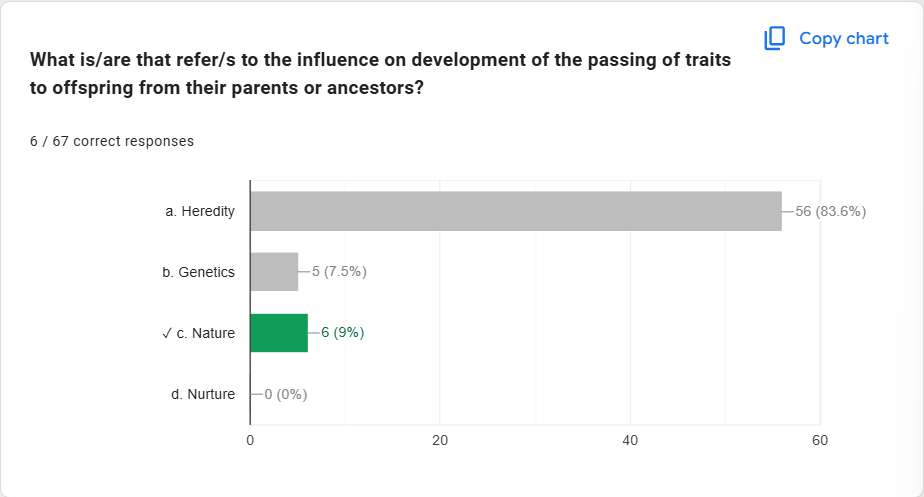 Copy chart
What is/are that refer/s to the influence on development of the passing of traits
to offspring from their parents or ancestors?
6 / 67 correct responses
a. Heredity
56 (83.6%)
b. Genetics
5 (7.5%)
✓ c. Nature
6 (9%)
d. Nurture
0 (0%)
0
20
40
60